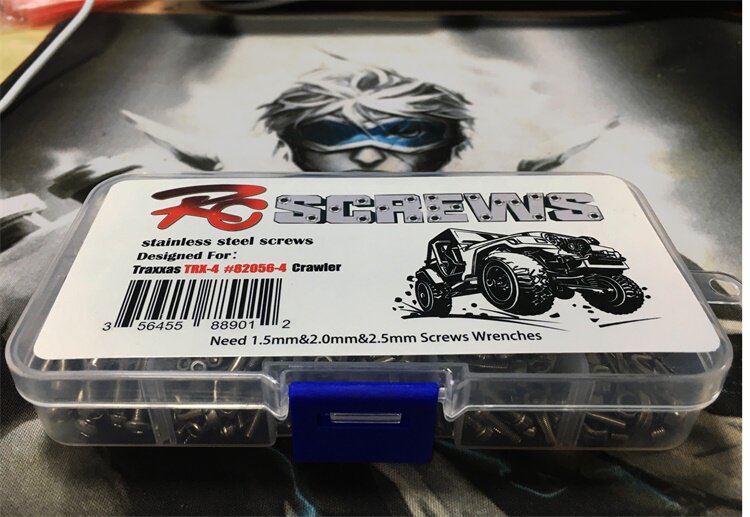 RC SCREWS
stainless steel screws
Designed For:
Traxxas TRX-4 #82056-4 Crawler
3 56455 88901 2
Need 1.5mm&2.0mm&2.5mm Screws Wrenches